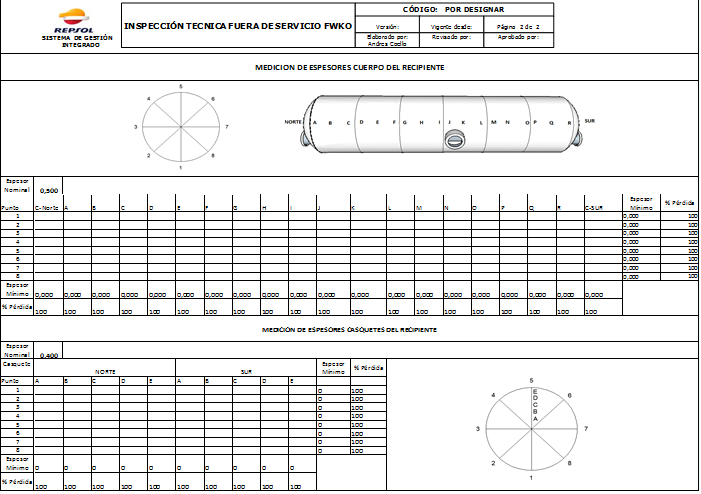 REPSOL
SISTEMA DE GESTIÓN
INTEGRADO
INSPECCIÓN TECNICA FUERA DE SERVICIO FWKO
CÓDIGO: POR DESIGNAR
Versión: Vigente desde: Página 2 de 2
Elaborado por: Revisado por: Aprobado por:
Andrea Coello
MEDICION DE ESPESORES CUERPO DEL RECIPIENTE
5
4 6
3 7
2 8
1
NORTE A B C D E F G H I J K L M N O P Q R SUR
Espesor
Nominal 0,500
Punto C- Norte A B C D E F G H I J K L M N O P Q R C-SUR Espesor Mínimo % Pérdida
1 0,000 100
2 0,000 100
3 0,000 100
4 0,000 100
5 0,000 100
6 0,000 100
7 0,000 100
8 0,000 100
Espesor
Mínimo 0,000 0,000 0,000 0,000 0,000 0,000 0,000 0,000 0,000 0,000 0,000 0,000 0,000 0,000 0,000 0,000 0,000 0,000 0,000 0,000
% Pérdida 100 100 100 100 100 100 100 100 100 100 100 100 100 100 100 100 100 100 100 100
MEDICION DE ESPESORES CASQUETES DEL RECIPIENTE
Espesor
Nominal 0,400
Casquete NORTE SUR Espesor Mínimo % Pérdida
Punto A B C D E A B C D E
1 0 100
2 0 100
3 0 100
4 0 100
5 0 100
6 0 100
7 0 100
8 0 100
Espesor
Mínimo 0 0 0 0 0 0 0 0 0 0
% Pérdida 100 100 100 100 100 100 100 100 100 100
5
4 E 6
D
C
B
3 A 7
2 8
1